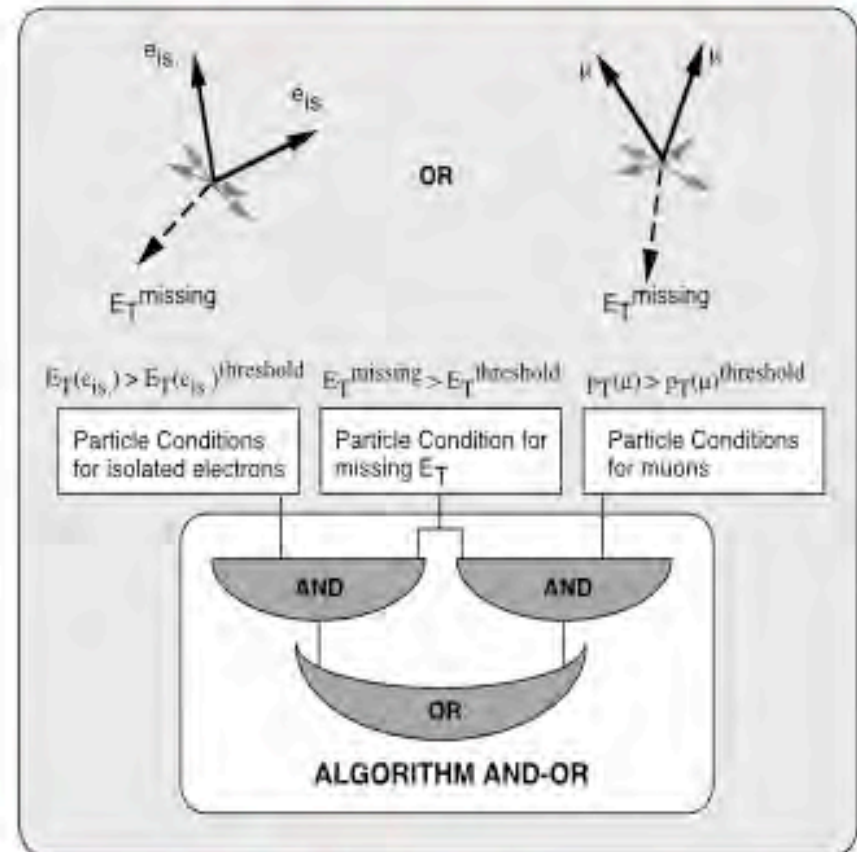 e_is.
e_is.
μ
μ
OR
E_T^missing
E_T^missing
E_T(e_is.) > E_T(e_is.)^threshold
E_T^missing > E_T^threshold
p_T(μ) > p_T(μ)^threshold
Particle Conditions
for isolated electrons
Particle Condition for
missing E_T
Particle Conditions
for muons
AND
AND
OR
ALGORITHM AND-OR